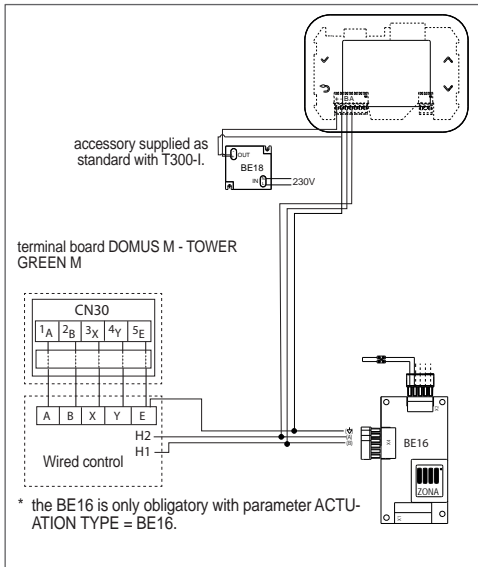 - + B A
accessory supplied as
standard with T300-I.
OUT
BE18
IN
230V
terminal board DOMUS M - TOWER
GREEN M
CN30
1A 2B 3X 4Y 5E
A B X Y E
H2
H1
Wired control
(A)
(B)
X4
X2
BE16
ZONA
* the BE16 is only obligatory with parameter ACTU-
ATION TYPE = BE16.